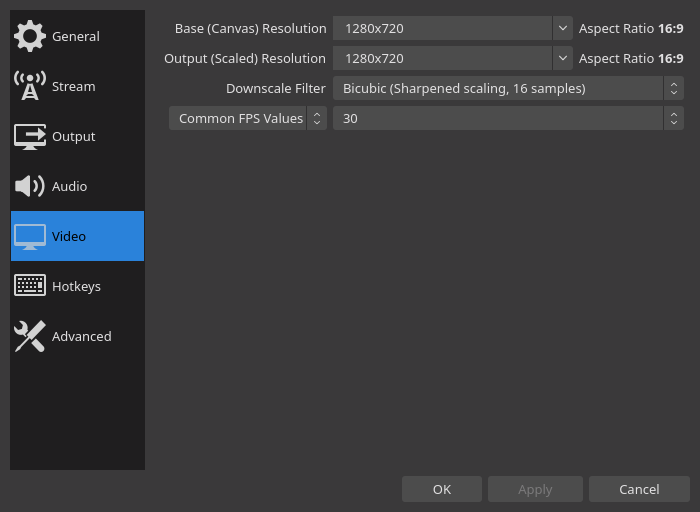 General
Stream
Output
Audio
Video
Hotkeys
Advanced
Base (Canvas) Resolution 1280x720 Aspect Ratio 16:9
Output (Scaled) Resolution 1280x720 Aspect Ratio 16:9
Downscale Filter Bicubic (Sharpened scaling, 16 samples)
Common FPS Values 30
OK Apply Cancel